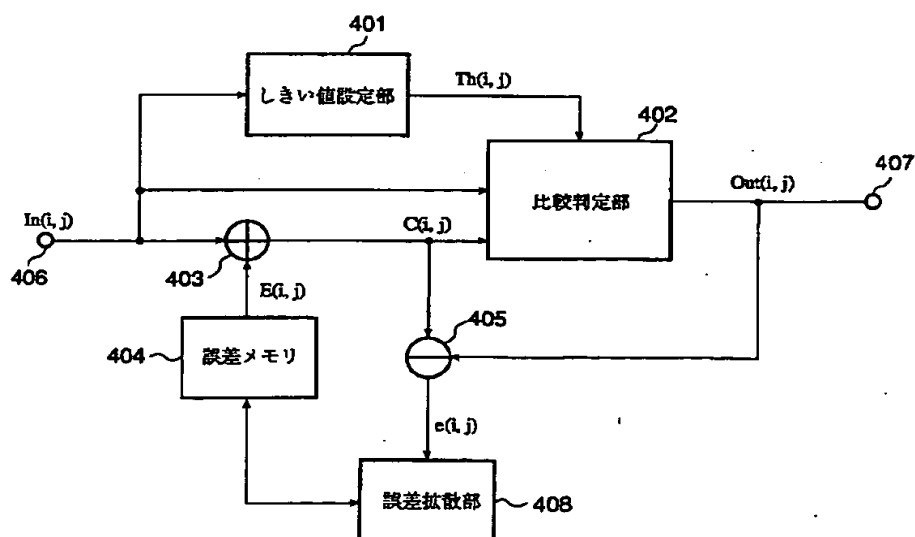 401
しきい値設定部
Th(i, j)
402
比較判定部
Out(i, j)
407
In(i, j)
406
403
C(i, j)
E(i, j)
404
誤差メモリ
405
e(i, j)
誤差拡散部
408